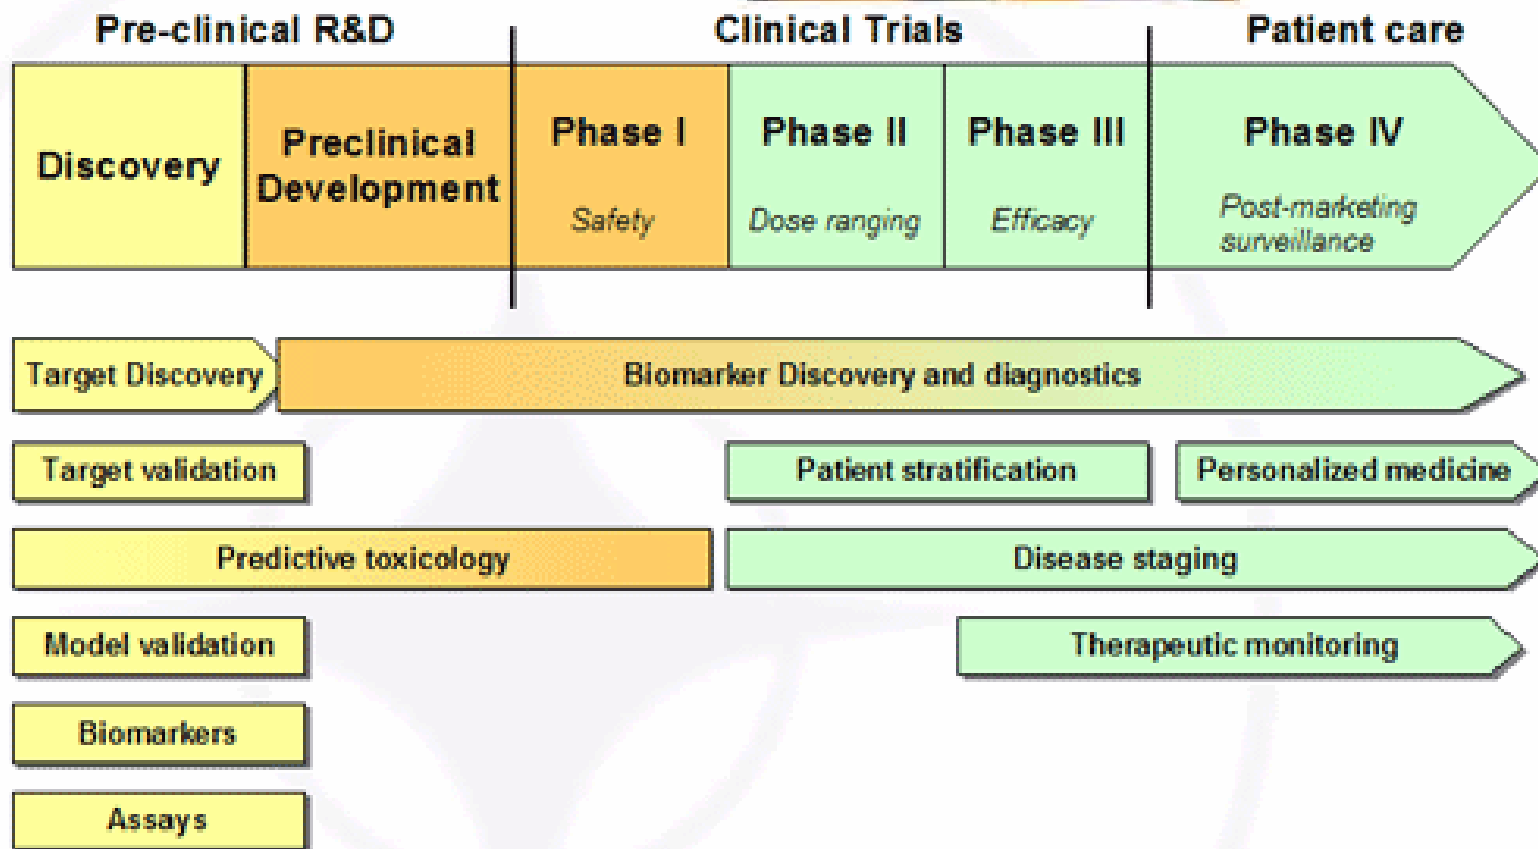 Pre-clinical R&D
Clinical Trials
Patient care
Discovery
Preclinical
Development
Phase I
Safety
Phase II
Dose ranging
Phase III
Efficacy
Phase IV
Post-marketing
surveillance
Target Discovery
Biomarker Discovery and diagnostics
Target validation
Patient stratification
Personalized medicine
Predictive toxicology
Disease staging
Model validation
Therapeutic monitoring
Biomarkers
Assays